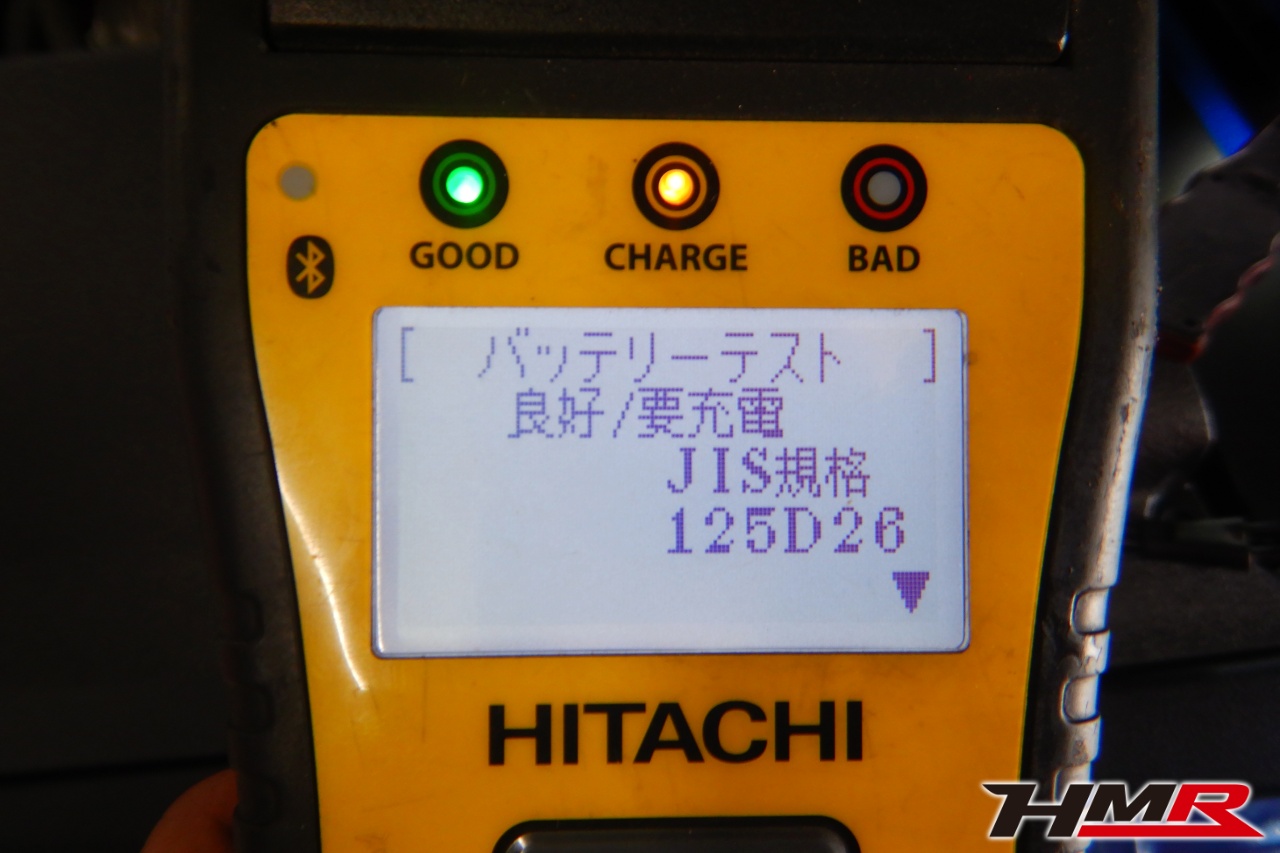 GOOD CHARGE BAD
[ バッテリーテスト ]
良好/要充電
JIS規格
125D26
▼
HITACHI
HMR